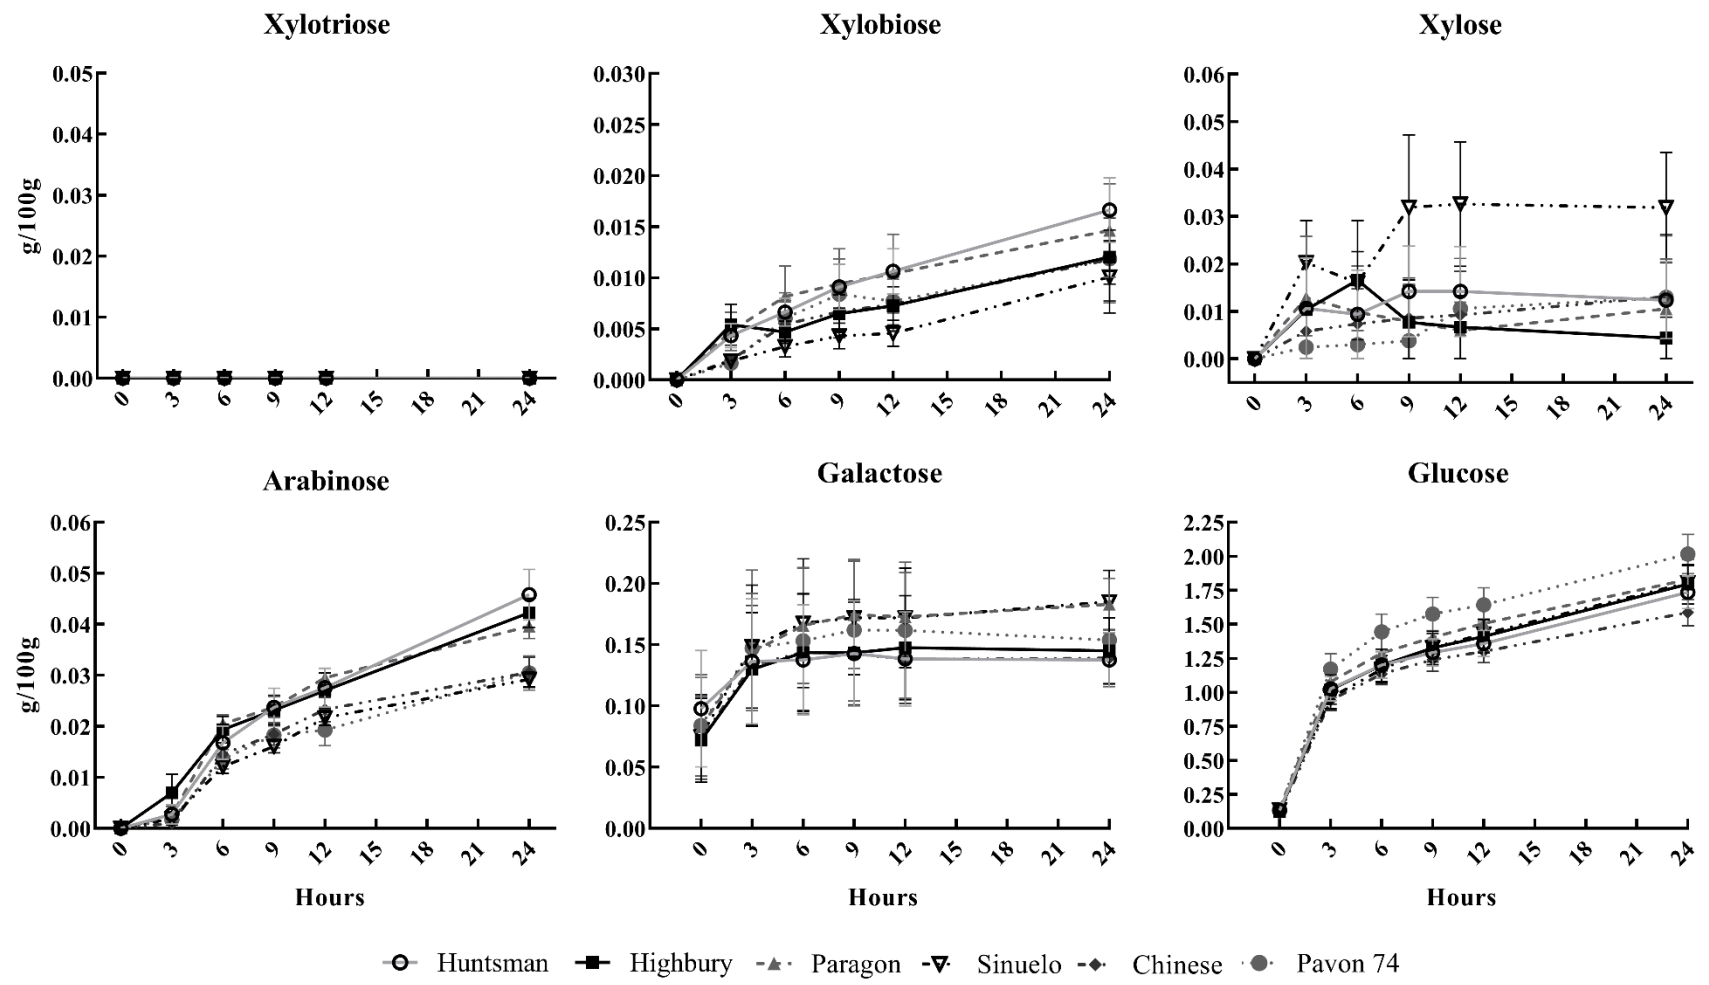 Xylotriose
0.05
0.04
0.03
0.02
0.01
0.00
g/100g
0 3 6 9 12 15 18 21 24
Xylobiose
0.030
0.025
0.020
0.015
0.010
0.005
0.000
0 3 6 9 12 15 18 21 24
Xylose
0.06
0.05
0.04
0.03
0.02
0.01
0.00
0 3 6 9 12 15 18 21 24
Arabinose
0.06
0.05
0.04
0.03
0.02
0.01
0.00
g/100g
0 3 6 9 12 15 18 21 24
Hours
Galactose
0.25
0.20
0.15
0.10
0.05
0.00
0 3 6 9 12 15 18 21 24
Hours
Glucose
2.25
2.00
1.75
1.50
1.25
1.00
0.75
0.50
0.25
0.00
0 3 6 9 12 15 18 21 24
Hours
Huntsman Highbury Paragon Sinuelo Chinese Pavon 74